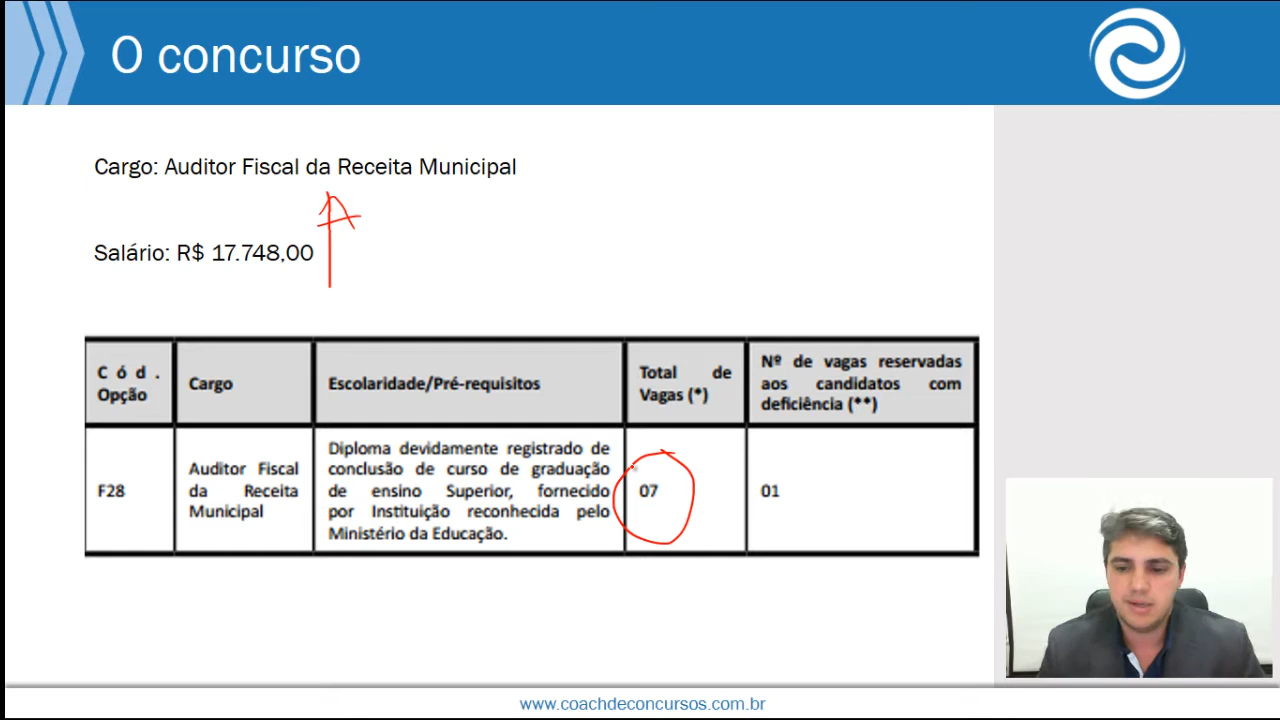 O concurso
Cargo: Auditor Fiscal da Receita Municipal
Salário: R$ 17.748,00
Cód.
Opção
Cargo
Escolaridade/Pré-requisitos
Total de
Vagas (*)
Nº de vagas reservadas
aos candidatos com
deficiência (**)
F28
Auditor Fiscal
da Receita
Municipal
Diploma devidamente registrado de
conclusão de curso de graduação
de ensino Superior, fornecido
por Instituição reconhecida pelo
Ministério da Educação.
07
01
www.coachdeconcursos.com.br